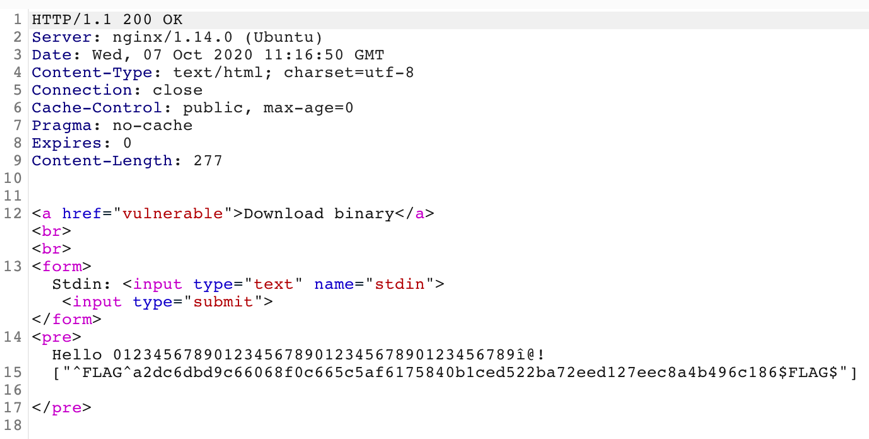 1 HTTP/1.1 200 OK
2 Server: nginx/1.14.0 (Ubuntu)
3 Date: Wed, 07 Oct 2020 11:16:50 GMT
4 Content-Type: text/html; charset=utf-8
5 Connection: close
6 Cache-Control: public, max-age=0
7 Pragma: no-cache
8 Expires: 0
9 Content-Length: 277
10
11
12 <a href="vulnerable">Download binary</a>
<br>
<br>
13 <form>
Stdin: <input type="text" name="stdin">
<input type="submit">
</form>
14 <pre>
Hello 0123456789012345678901234567890123456789î@!
15 ["^FLAG^a2dc6dbd9c66068f0c665c5af6175840b1ced522ba72eed127eec8a4b496c186$FLAG$"]
16
17 </pre>
18